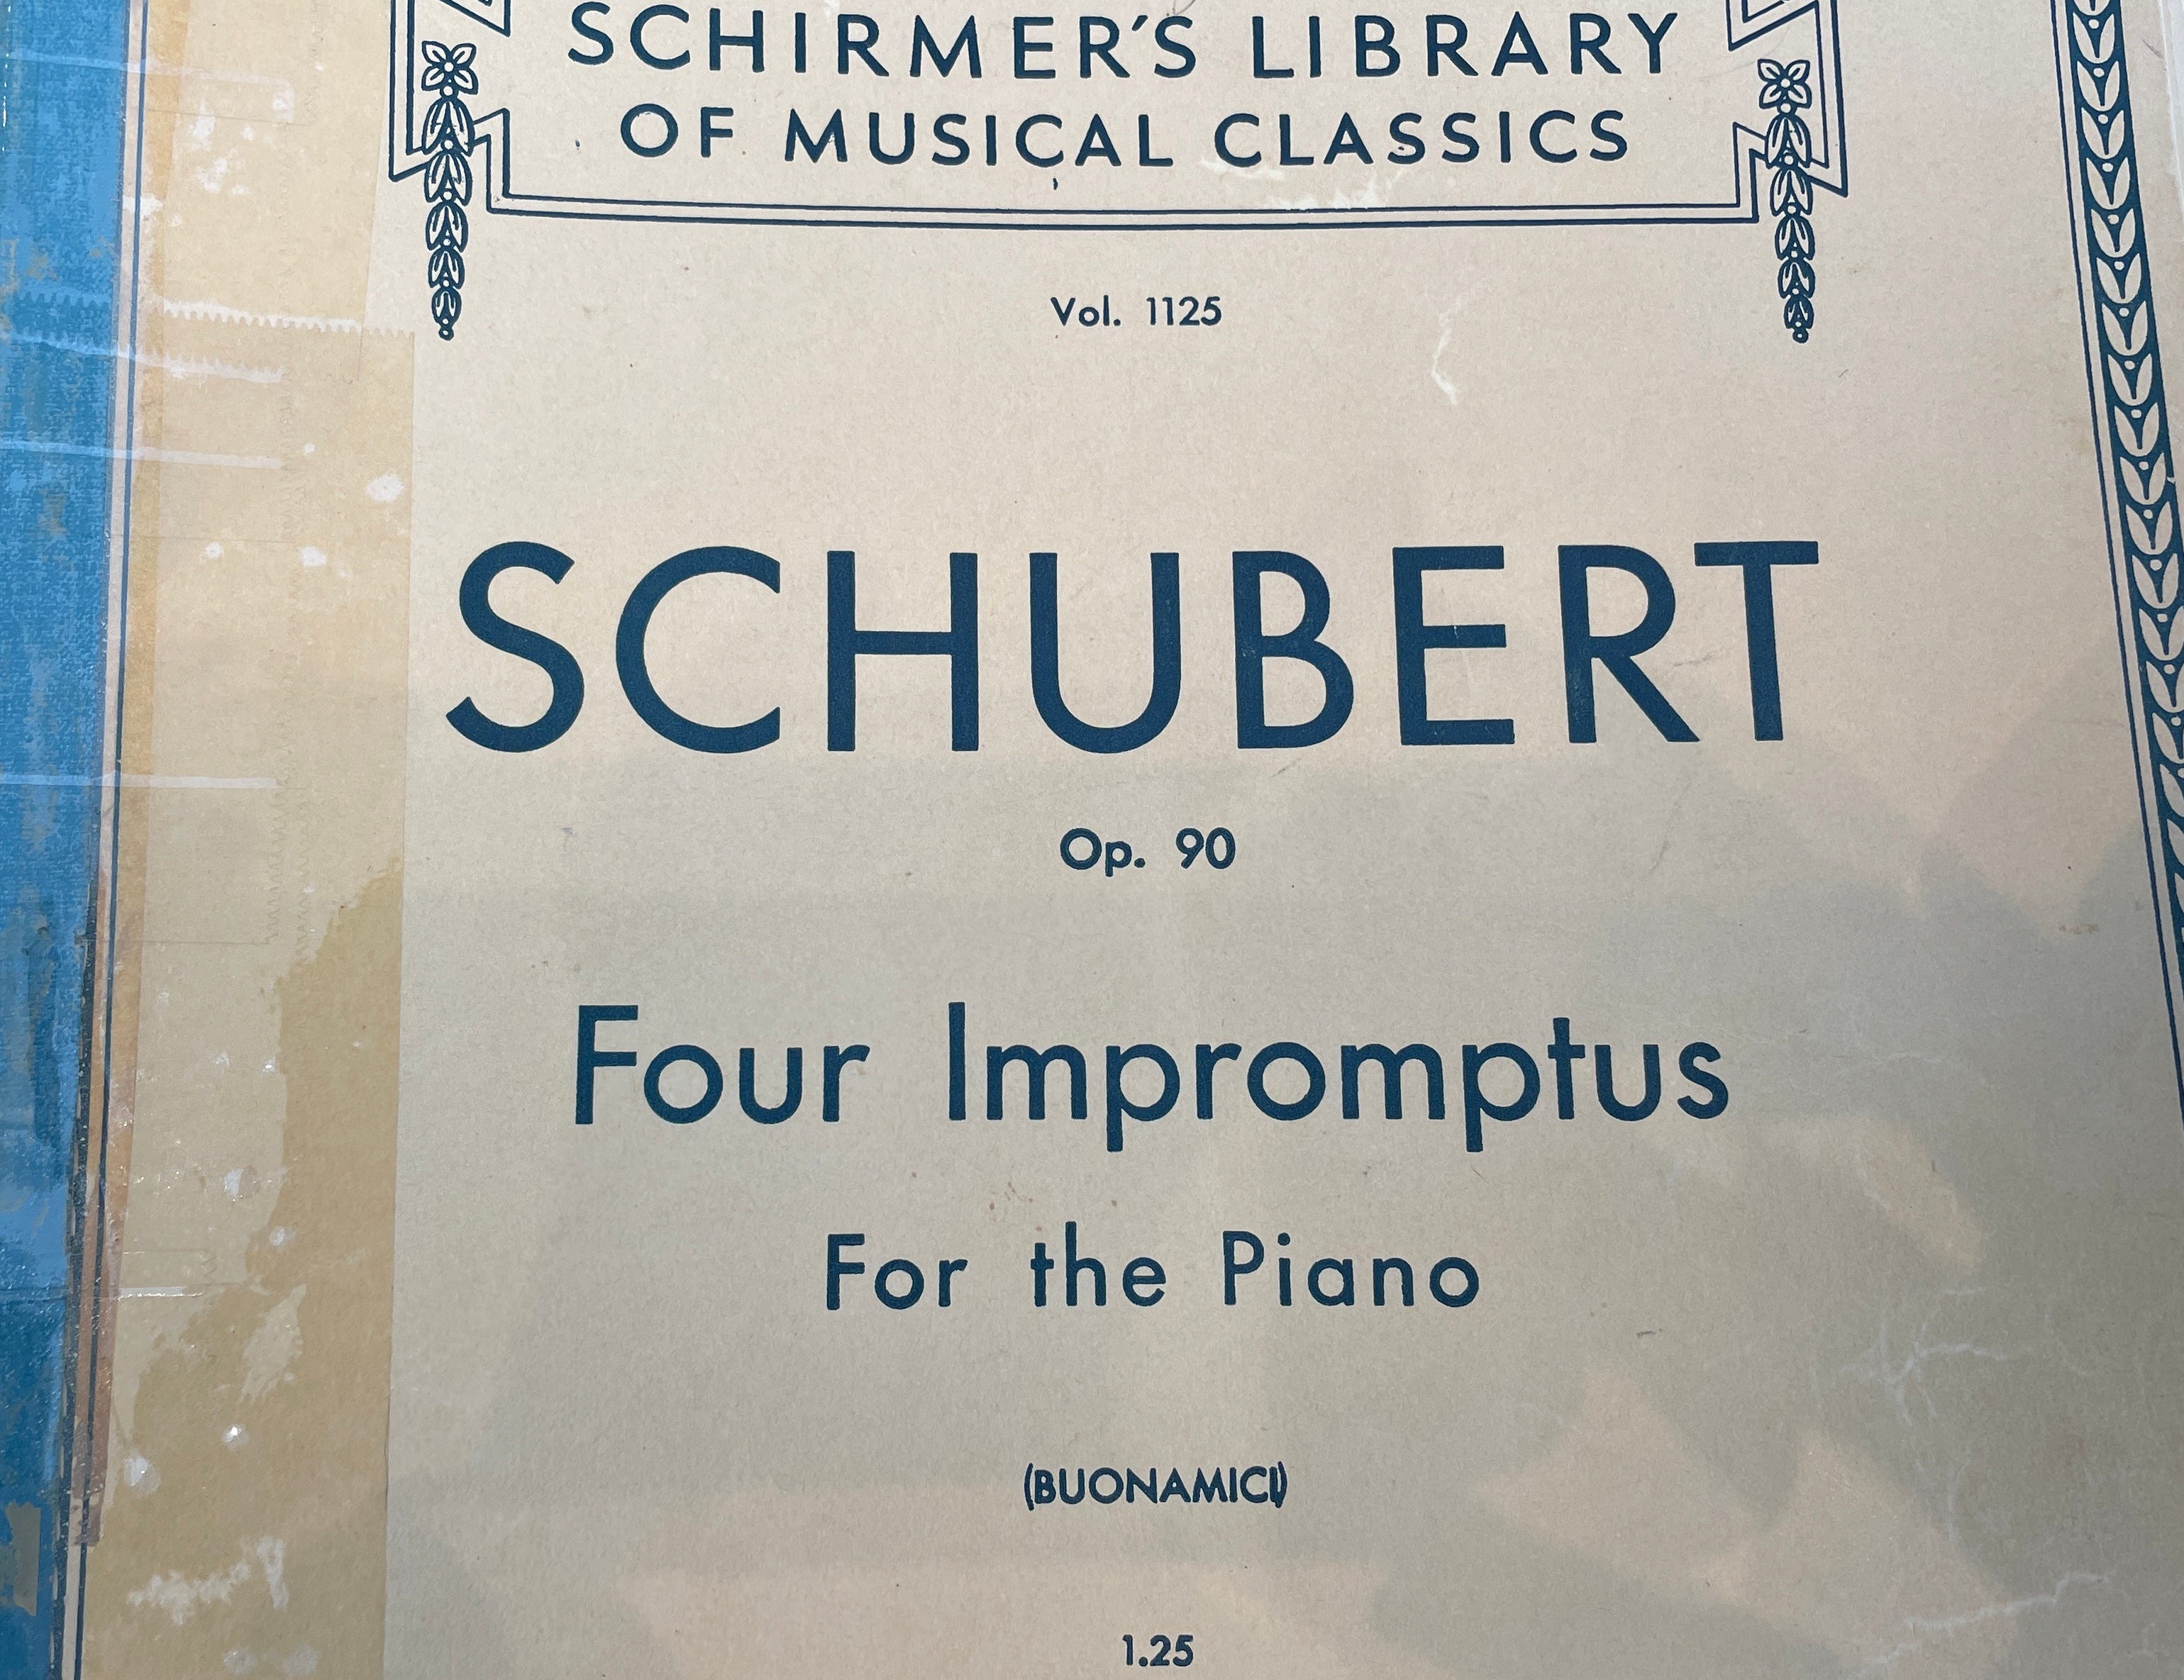 SCHIRMER'S LIBRARY
OF MUSICAL CLASSICS
Vol. 1125
SCHUBERT
Op. 90
Four Impromptus
For the Piano
(BUONAMICI)
1.25